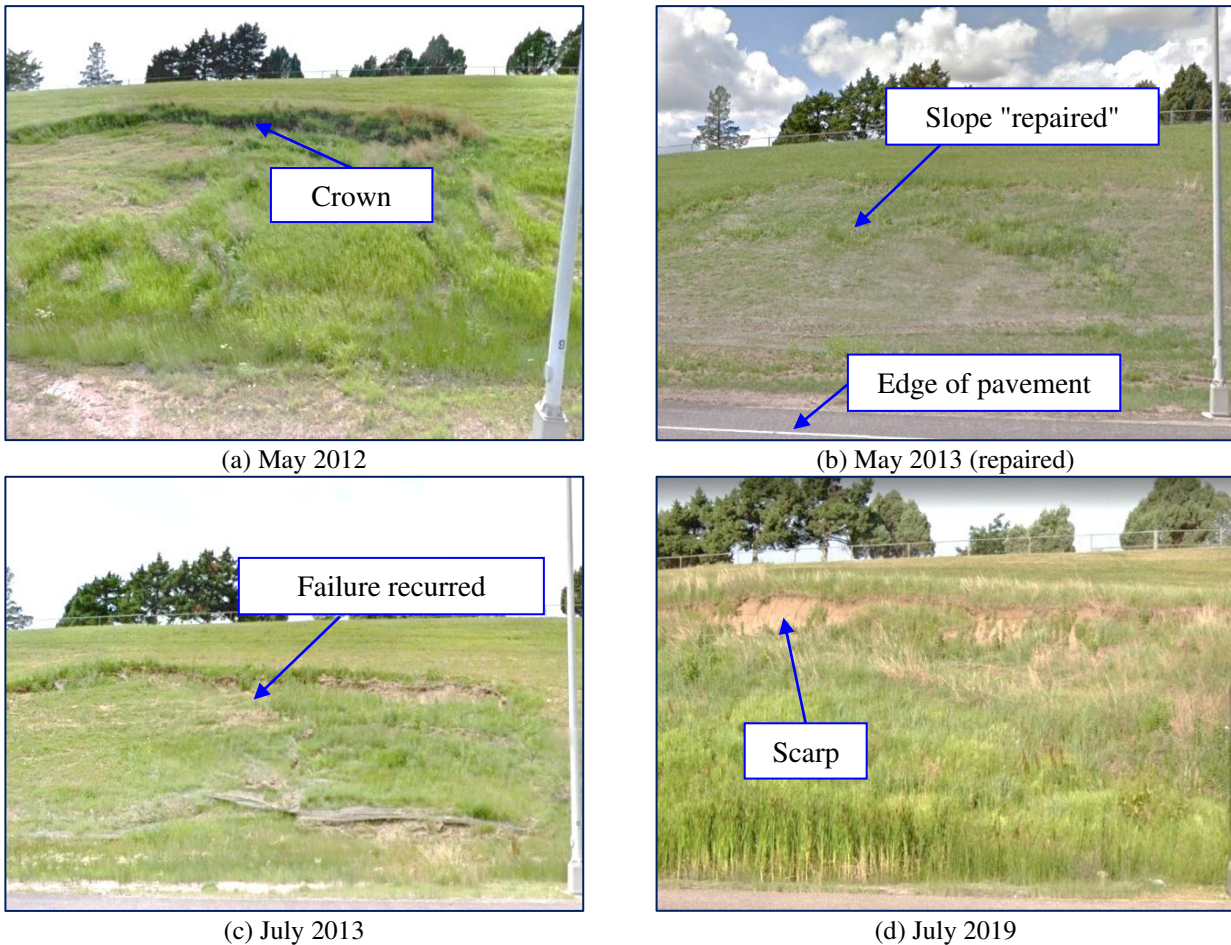 Crown
(a) May 2012
Slope "repaired"
Edge of pavement
(b) May 2013 (repaired)
Failure recurred
(c) July 2013
Scarp
(d) July 2019